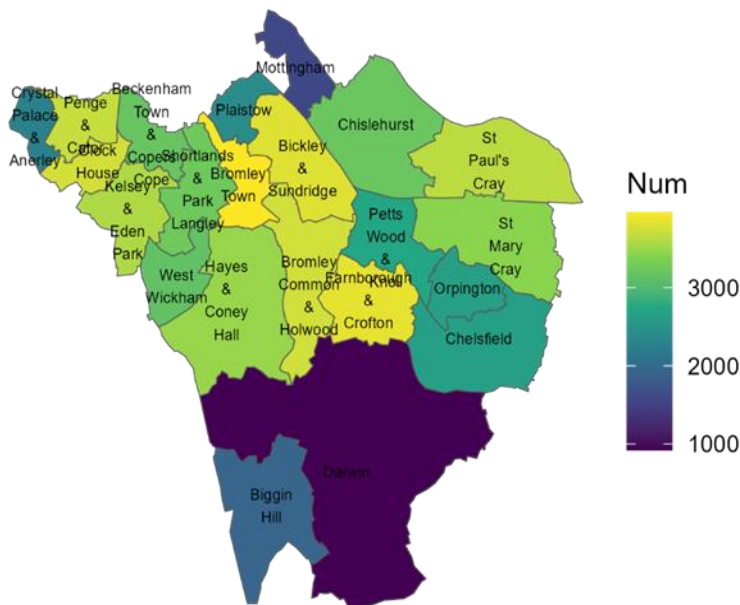 Mottingham
Crystal
Palace
&
Anerley
Penge
&
Cator
Clock
House
Beckenham
Town
&
Copers
Cope
Kelsey
&
Eden
Park
Shortlands
&
Park
Langley
Plaistow
Bromley
Town
Bickley
&
Sundridge
Chislehurst
St
Paul's
Cray
St
Mary
Cray
Petts
Wood
&
Knoll
West
Wickham
Hayes
&
Coney
Hall
Bromley
Common
&
Holwood
Farnborough
&
Crofton
Orpington
Chelsfield
Darwin
Biggin
Hill
Num
3000
2000
1000